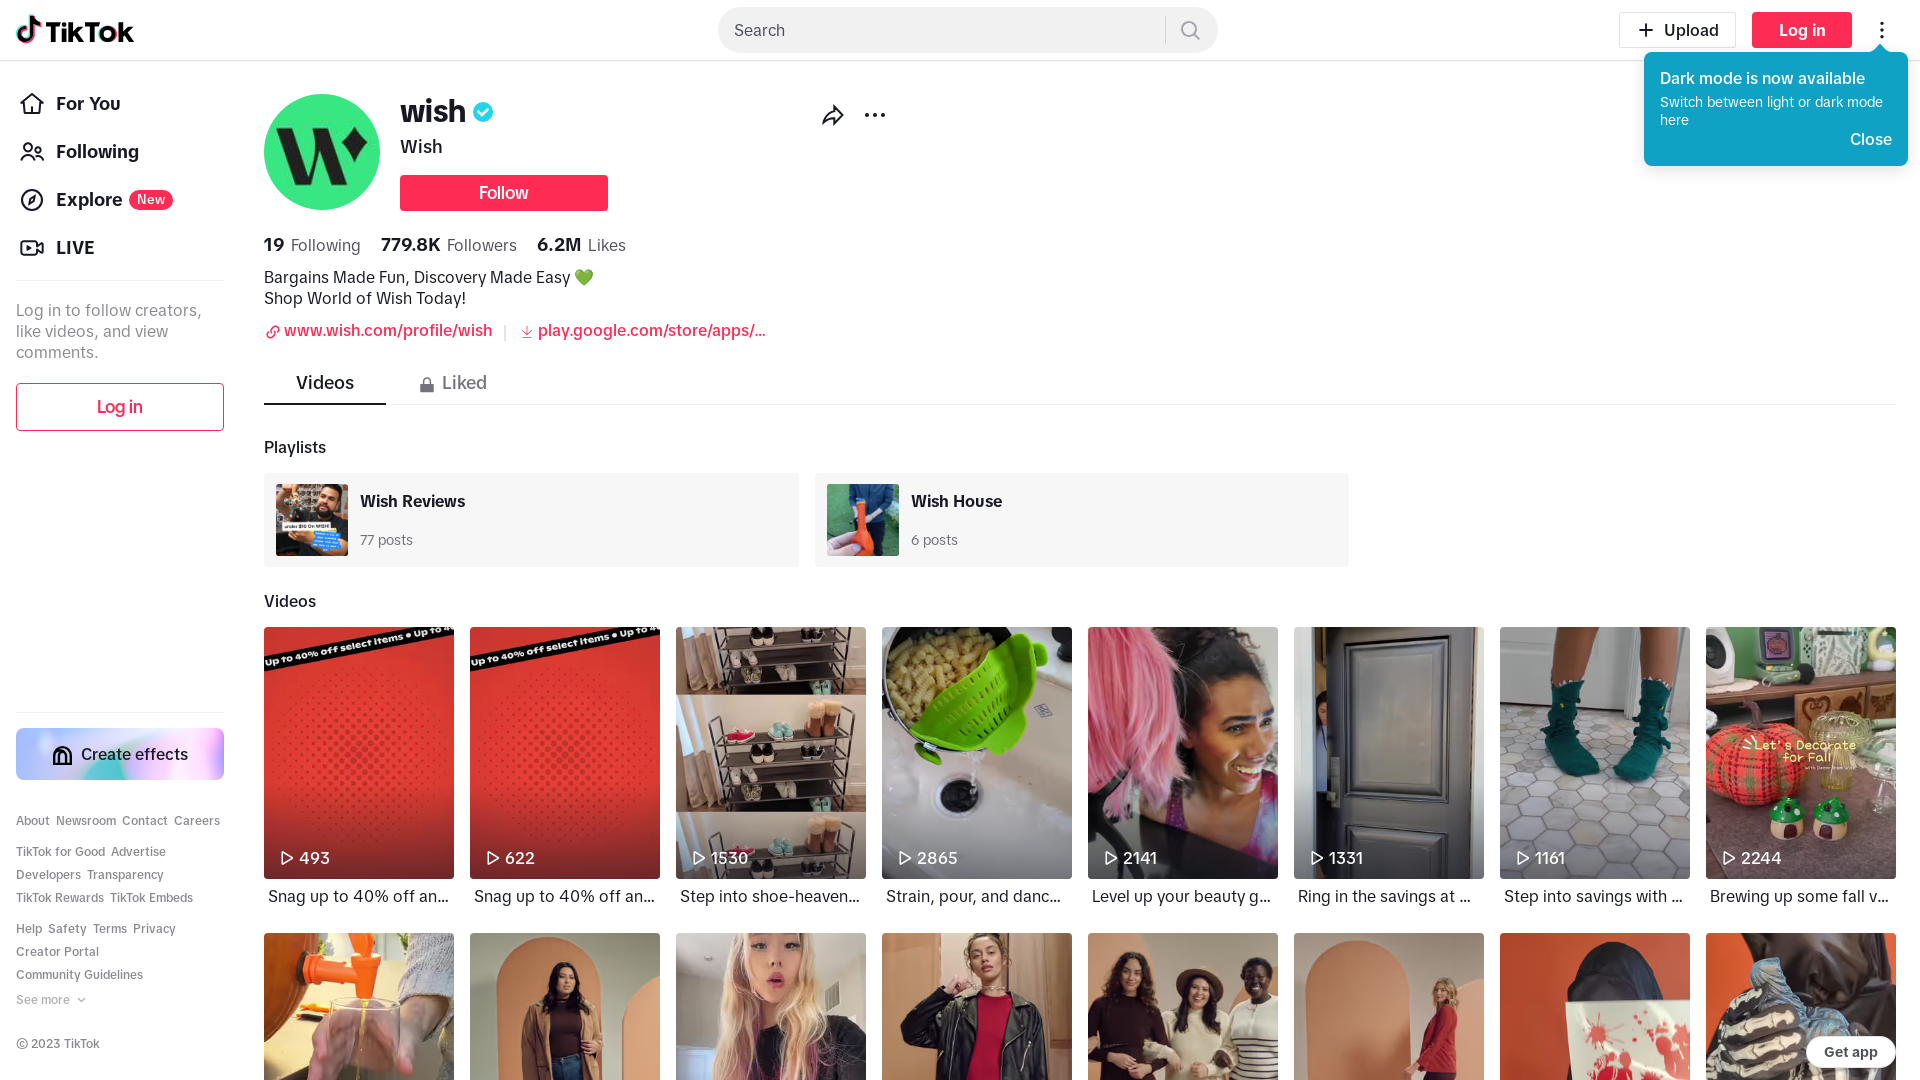 TikTok
Search
Upload
Log in
Dark mode is now available
Switch between light or dark mode
here
Close
For You
Following
Explore New
LIVE
Log in to follow creators,
like videos, and view
comments.
Log in
Create effects
About Newsroom Contact Careers
TikTok for Good Advertise
Developers Transparency
TikTok Rewards TikTok Embeds
Help Safety Terms Privacy
Creator Portal
Community Guidelines
See more
© 2023 TikTok
W
wish
Wish
Follow
19 Following 779.8K Followers 6.2M Likes
Bargains Made Fun, Discovery Made Easy 💚
Shop World of Wish Today!
www.wish.com/profile/wish
play.google.com/store/apps/...
Videos
Liked
Playlists
under $10 On WISH!
Wish Reviews
77 posts
Wish House
6 posts
Videos
Up to 40% off select items • Up to 4
493
Snag up to 40% off an...
Up to 40% off select items • Up to 4
622
Snag up to 40% off an...
1530
Step into shoe-heaven...
2865
Strain, pour, and danc...
2141
Level up your beauty g...
1331
Ring in the savings at ...
1161
Step into savings with ...
Let's Decorate
for Fall
2244
Brewing up some fall v...
Get app